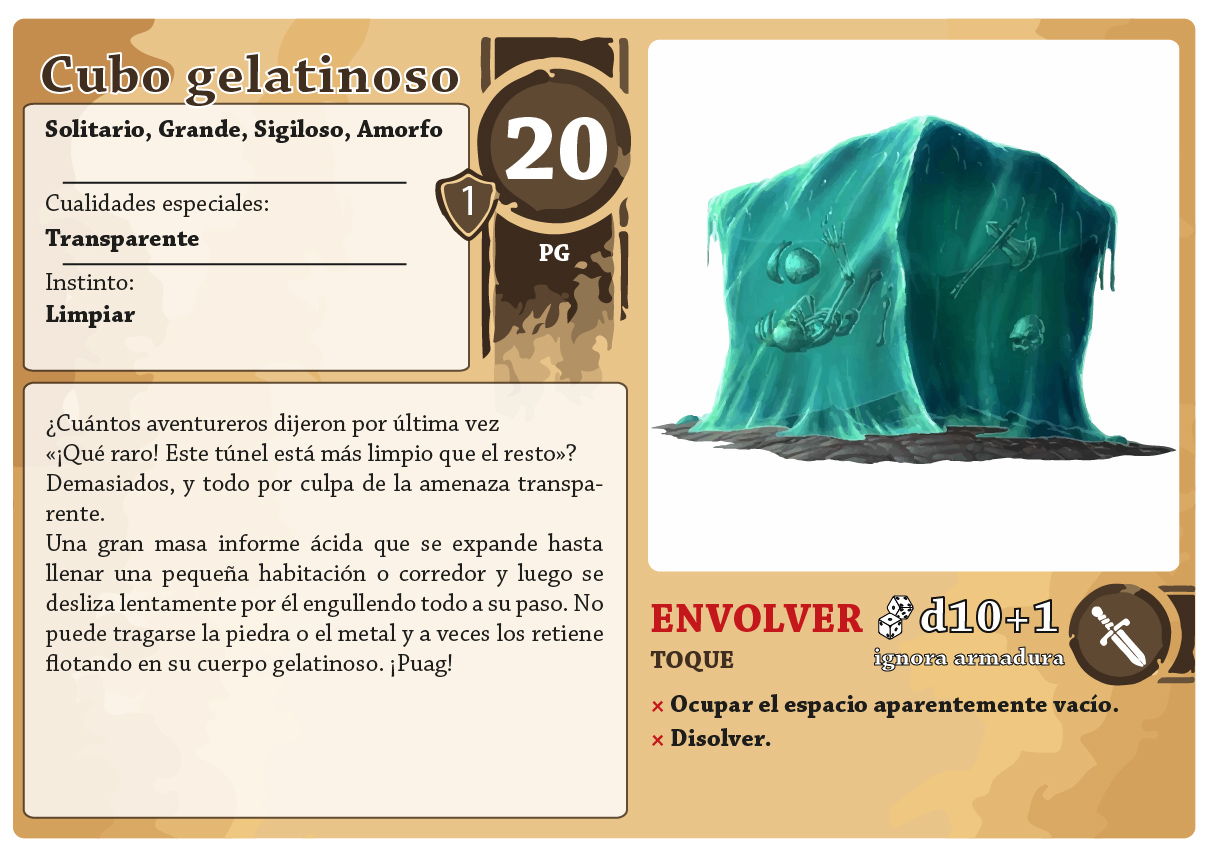 Cubo gelatinoso
Solitario, Grande, Sigiloso, Amorfo
20
1
PG
Cualidades especiales:
Transparente
Instinto:
Limpiar
¿Cuántos aventureros dijeron por última vez
«¡Qué raro! Este túnel está más limpio que el resto»?
Demasiados, y todo por culpa de la amenaza transpa-
rente.
Una gran masa informe ácida que se expande hasta
llenar una pequeña habitación o corredor y luego se
desliza lentamente por él engullendo todo a su paso. No
puede tragarse la piedra o el metal y a veces los retiene
flotando en su cuerpo gelatinoso. ¡Puag!
ENVOLVER d10+1
TOQUE ignora armadura
× Ocupar el espacio aparentemente vacío.
× Disolver.